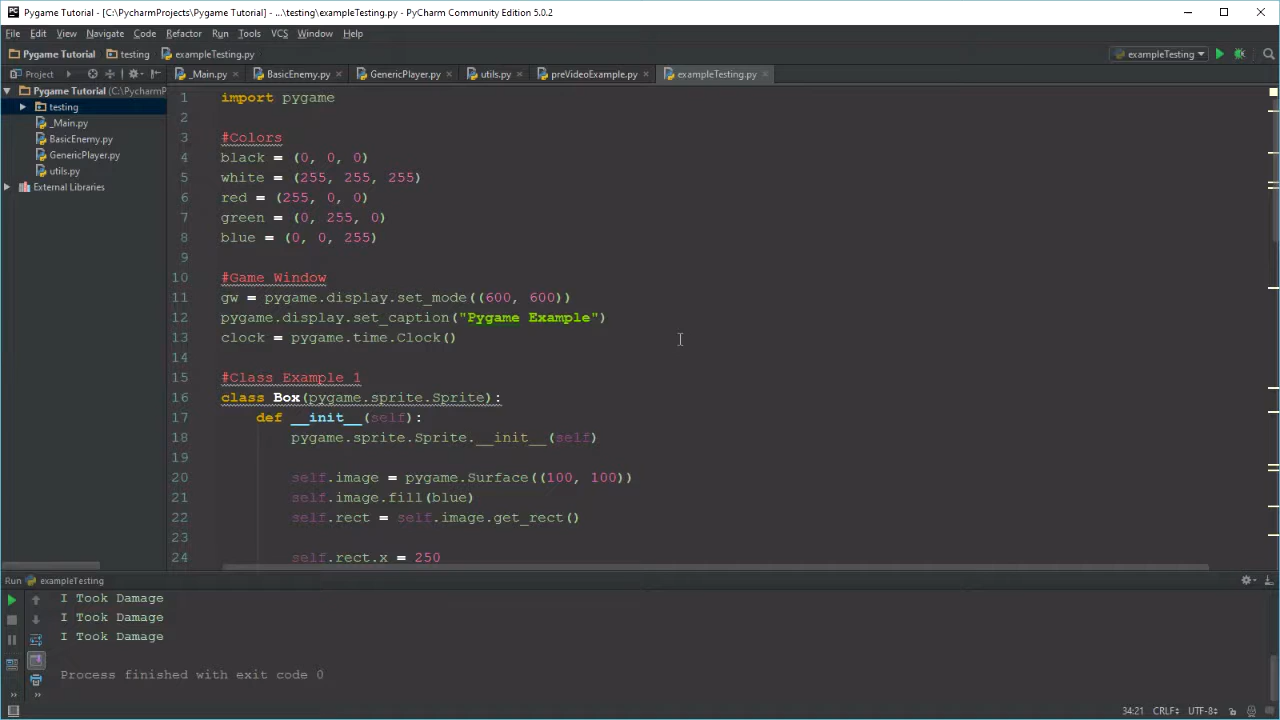 Pygame Tutorial - [C:\PycharmProjects\Pygame Tutorial] - ...\testing\exampleTesting.py - PyCharm Community Edition 5.0.2
File Edit View Navigate Code Refactor Run Tools VCS Window Help
Pygame Tutorial testing exampleTesting.py exampleTesting
Project _Main.py BasicEnemy.py GenericPlayer.py utils.py preVideoExample.py exampleTesting.py
Pygame Tutorial (C:\PycharmP
testing
_Main.py
BasicEnemy.py
GenericPlayer.py
utils.py
External Libraries
1 import pygame
2
3 #Colors
4 black = (0, 0, 0)
5 white = (255, 255, 255)
6 red = (255, 0, 0)
7 green = (0, 255, 0)
8 blue = (0, 0, 255)
9
10 #Game Window
11 gw = pygame.display.set_mode((600, 600))
12 pygame.display.set_caption("Pygame Example")
13 clock = pygame.time.Clock()
14
15 #Class Example 1
16 class Box(pygame.sprite.Sprite):
17 def __init__(self):
18 pygame.sprite.Sprite.__init__(self)
19
20 self.image = pygame.Surface((100, 100))
21 self.image.fill(blue)
22 self.rect = self.image.get_rect()
23
24 self.rect.x = 250
Run exampleTesting
I Took Damage
I Took Damage
I Took Damage
Process finished with exit code 0
34:21 CRLF UTF-8